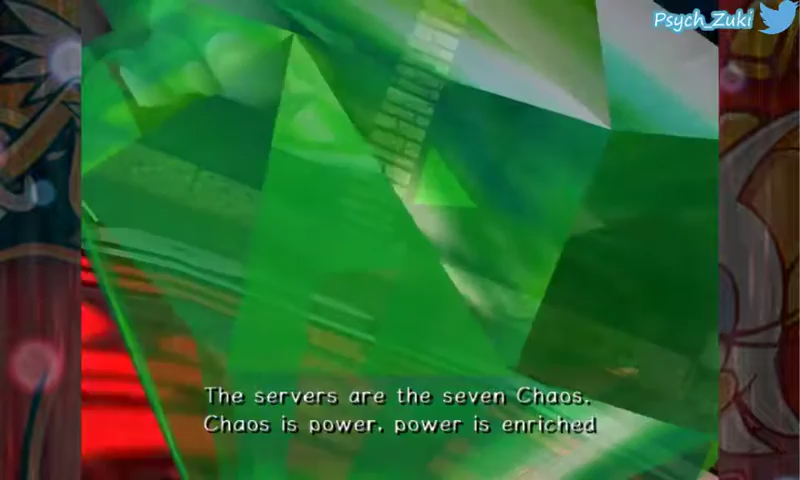 Psych_Zuki
The servers are the seven Chaos.
Chaos is power, power is enriched